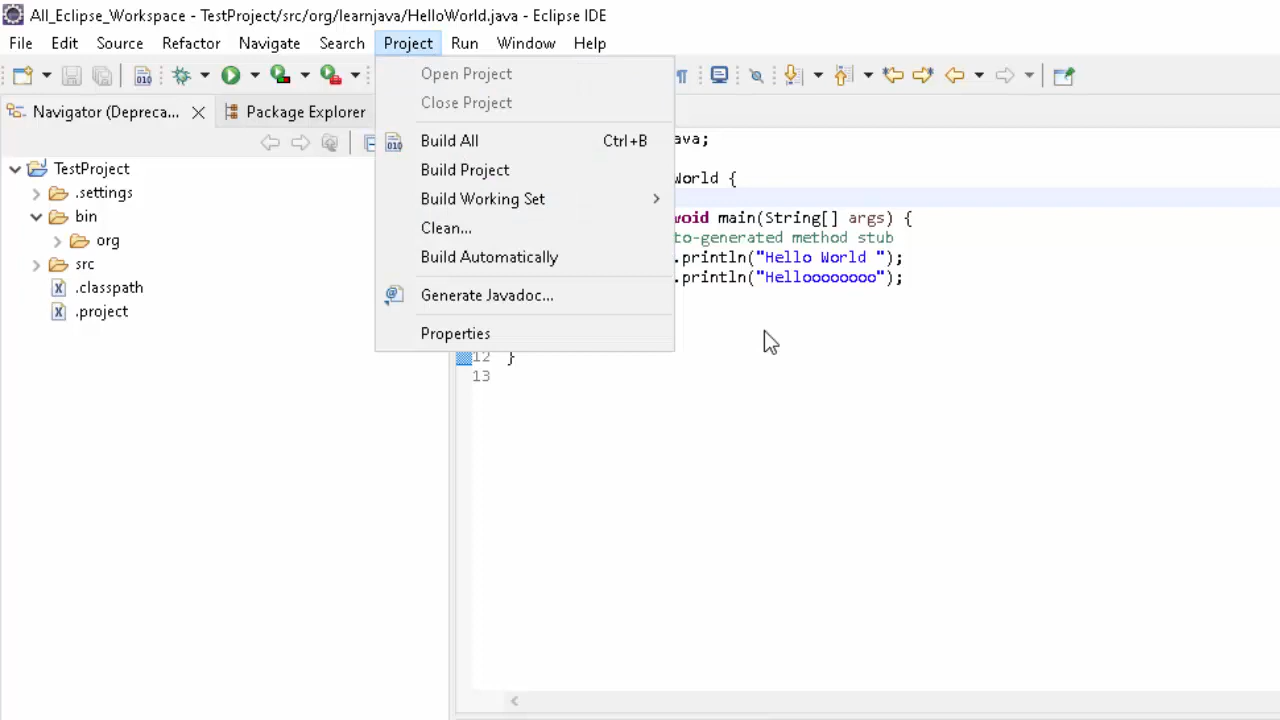 All_Eclipse_Workspace - TestProject/src/org/learnjava/HelloWorld.java - Eclipse IDE
File Edit Source Refactor Navigate Search Project Run Window Help
Navigator (Depreca... Package Explorer
TestProject
.settings
bin
org
src
.classpath
.project
Open Project
Close Project
Build All Ctrl+B
Build Project
Build Working Set
Clean...
Build Automatically
Generate Javadoc...
Properties
ava;
World {
void main(String[] args) {
to-generated method stub
.println("Hello World ");
.println("Helloooooooo");
12 }
13